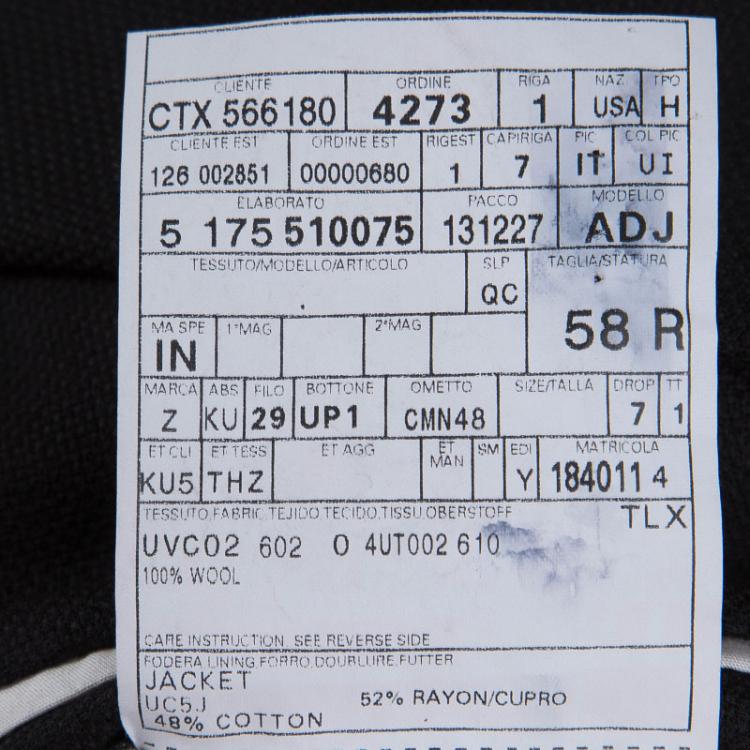 CLIENTE ORDINE RIGA NAZ TPO
CTX 566180 4273 1 USA H
CLIENTE EST ORDINE EST RIGEST CAPIRIGA PIC COL PIC
126 002851 00000680 1 7 IT UI
ELABORATO PACCO MODELLO
5 175 510075 131227 ADJ
TESSUTO/MODELLO/ARTICOLO SLP TAGLIA/STATURA
QC
58 R
MA SPE 1°MAG 2°MAG
IN
MARCA ABS FILO BOTTONE OMETTO SIZE/TALLA DROP TT
Z KU 29 UP1 CMN48 7 1
ET CLI ET TESS ET AGG ET MAN SM EDI MATRICOLA
KU5 THZ Y 184011 4
TESSUTO,FABRIC,TEJIDO,TECIDO,TISSU,OBERSTOFF TLX
UVC02 602 0 4UT002 610
100% WOOL
CARE INSTRUCTION SEE REVERSE SIDE
FODERA LINING FORRO,DOUBLURE,FUTTER
JACKET
UC5J 52% RAYON/CUPRO
48% COTTON